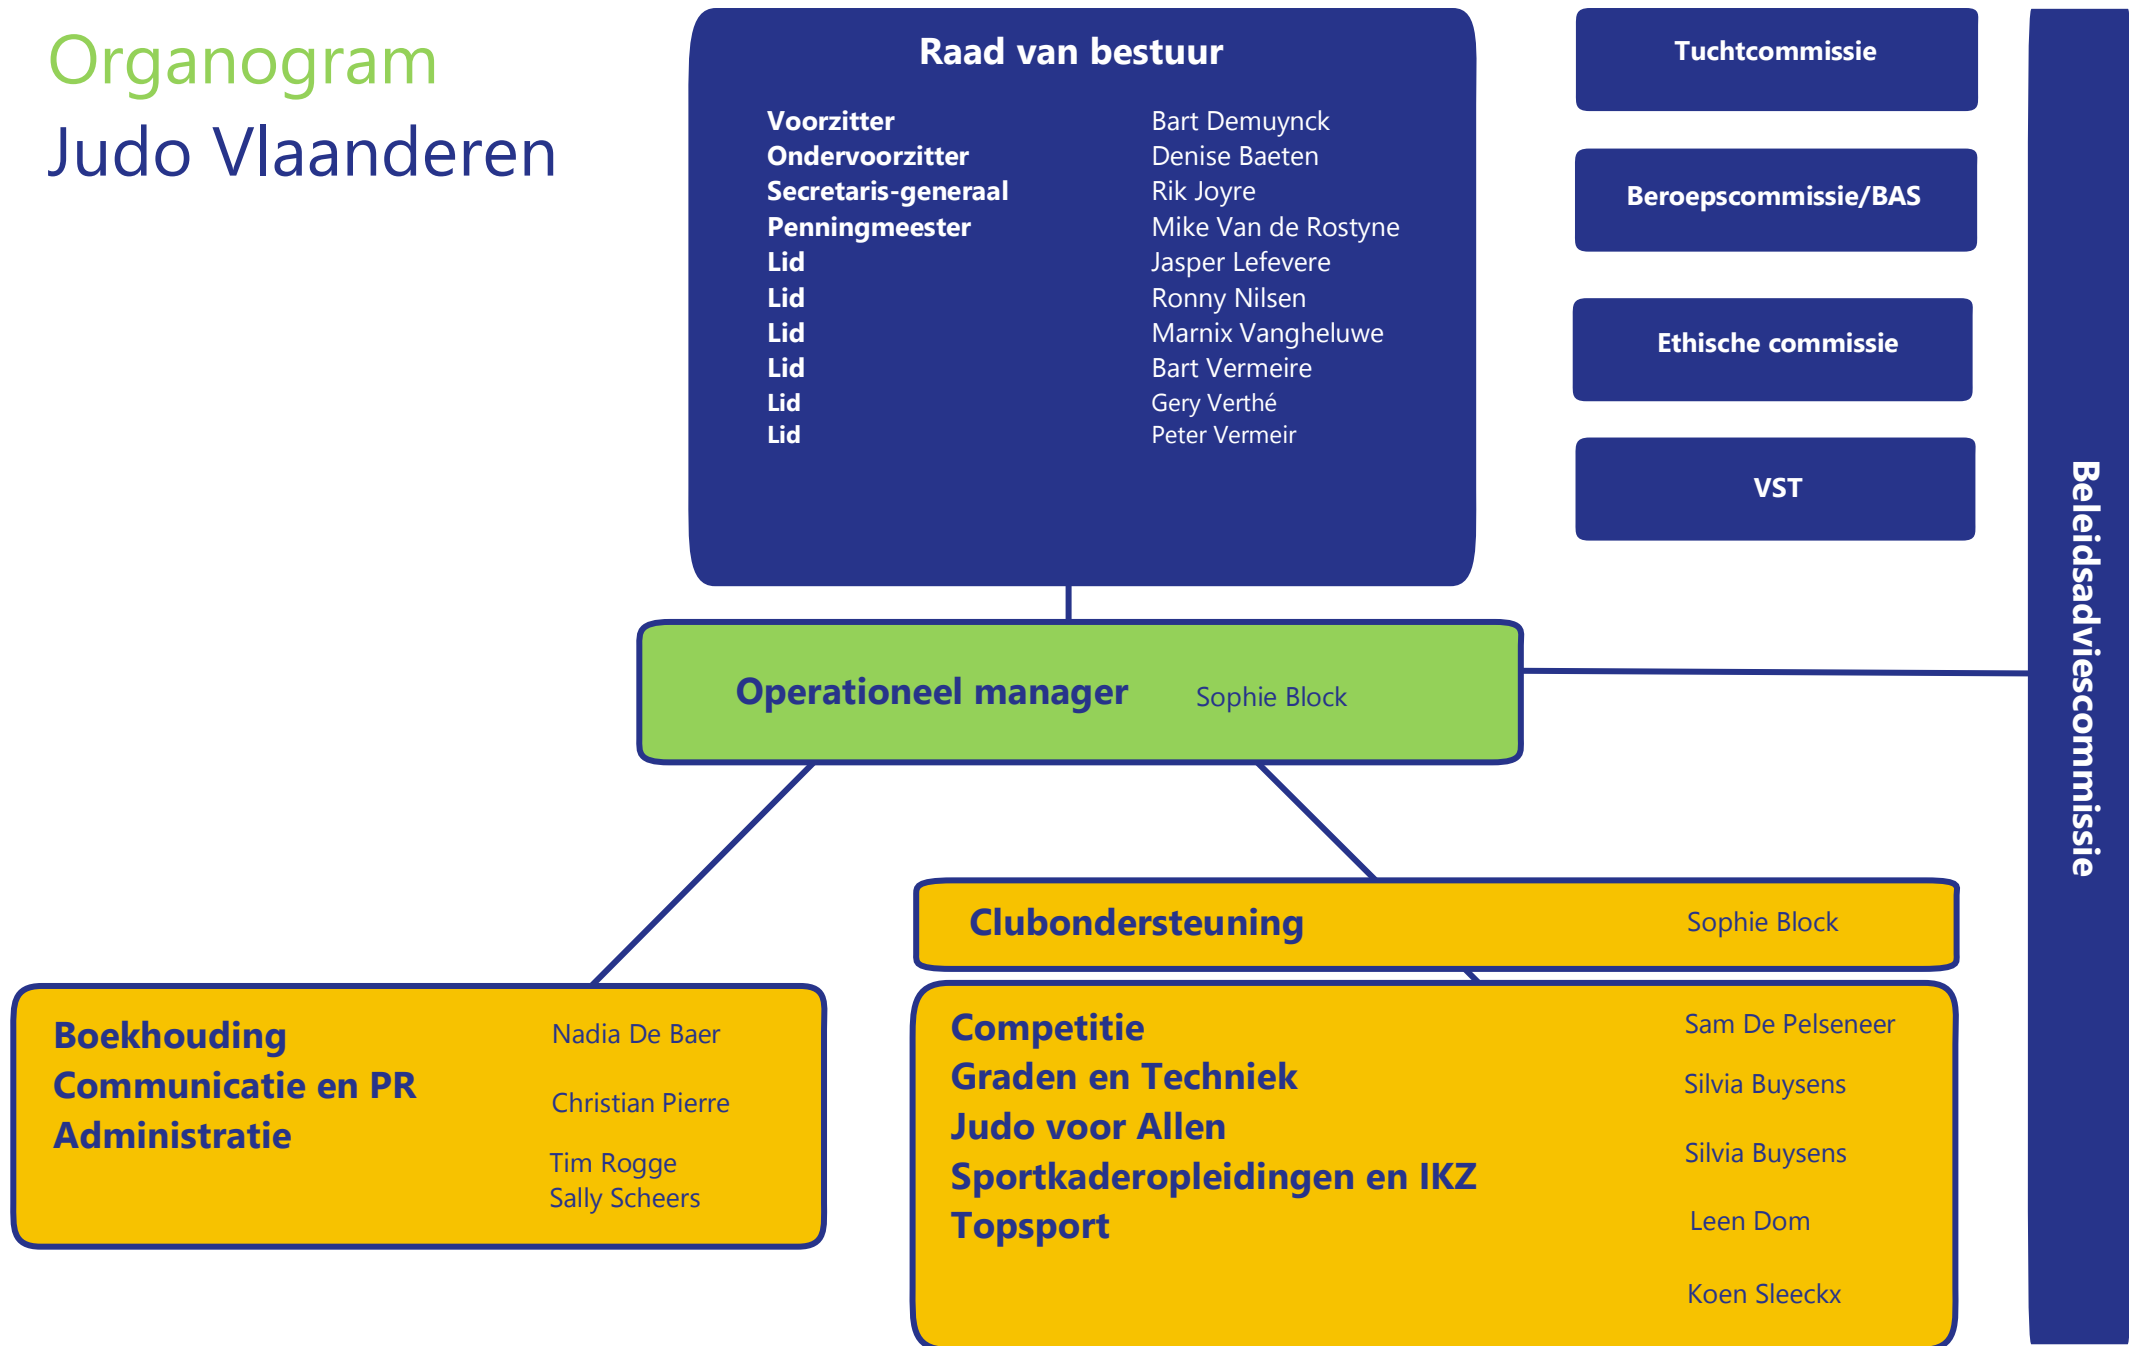 Organogram
Judo Vlaanderen
Raad van bestuur
Voorzitter Bart Demuynck
Ondervoorzitter Denise Baeten
Secretaris-generaal Rik Joyre
Penningmeester Mike Van de Rostyne
Lid Jasper Lefevere
Lid Ronny Nilsen
Lid Marnix Vangheluwe
Lid Bart Vermeire
Lid Gery Verthé
Lid Peter Vermeir
Tuchtcommissie
Beroepscommissie/BAS
Ethische commissie
VST
Beleidsadviescommissie
Operationeel manager Sophie Block
Clubondersteuning Sophie Block
Boekhouding Nadia De Baer
Communicatie en PR Christian Pierre
Administratie Tim Rogge
Sally Scheers
Competitie Sam De Pelseneer
Graden en Techniek Silvia Buysens
Judo voor Allen Silvia Buysens
Sportkaderopleidingen en IKZ Leen Dom
Topsport Koen Sleeckx